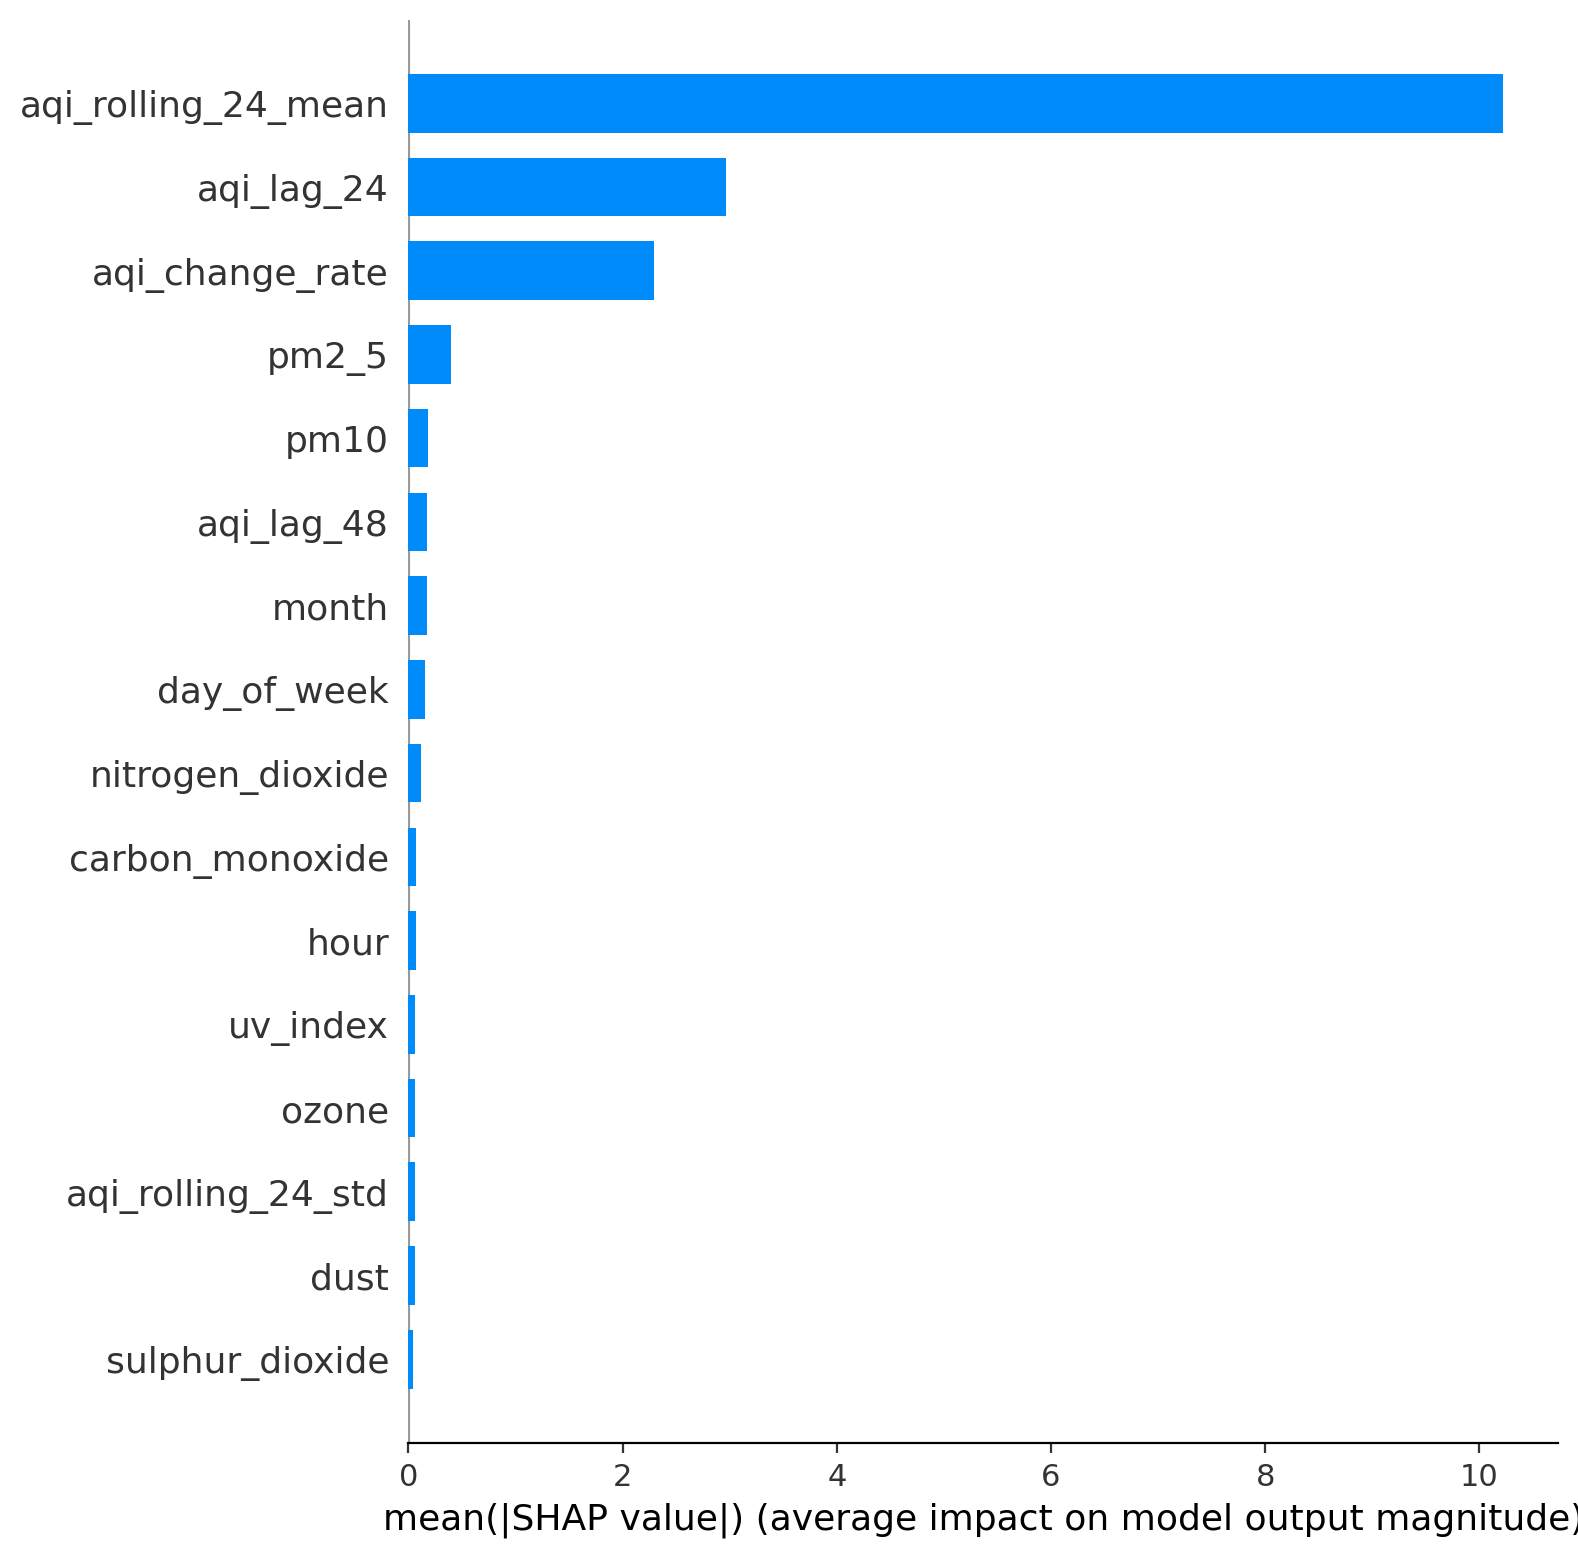 aqi_rolling_24_mean
aqi_lag_24
aqi_change_rate
pm2_5
pm10
aqi_lag_48
month
day_of_week
nitrogen_dioxide
carbon_monoxide
hour
uv_index
ozone
aqi_rolling_24_std
dust
sulphur_dioxide
0 2 4 6 8 10
mean(|SHAP value|) (average impact on model output magnitude)